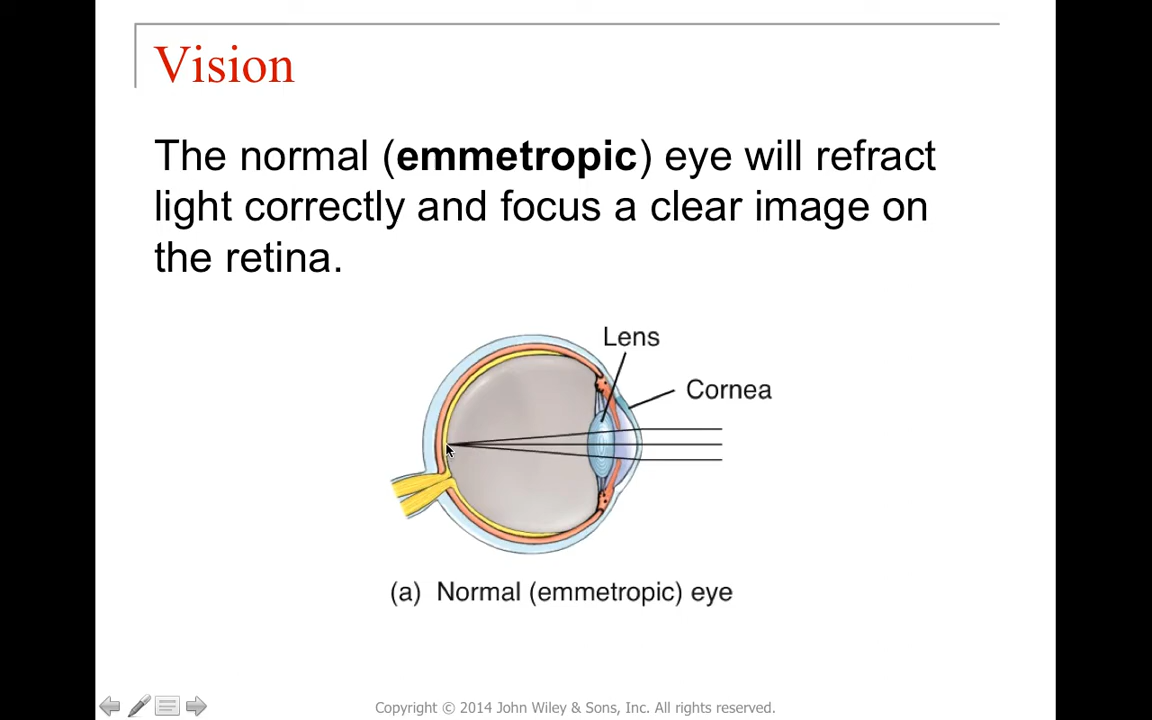 Vision
The normal (emmetropic) eye will refract
light correctly and focus a clear image on
the retina.
Lens
Cornea
(a) Normal (emmetropic) eye
Copyright © 2014 John Wiley & Sons, Inc. All rights reserved.